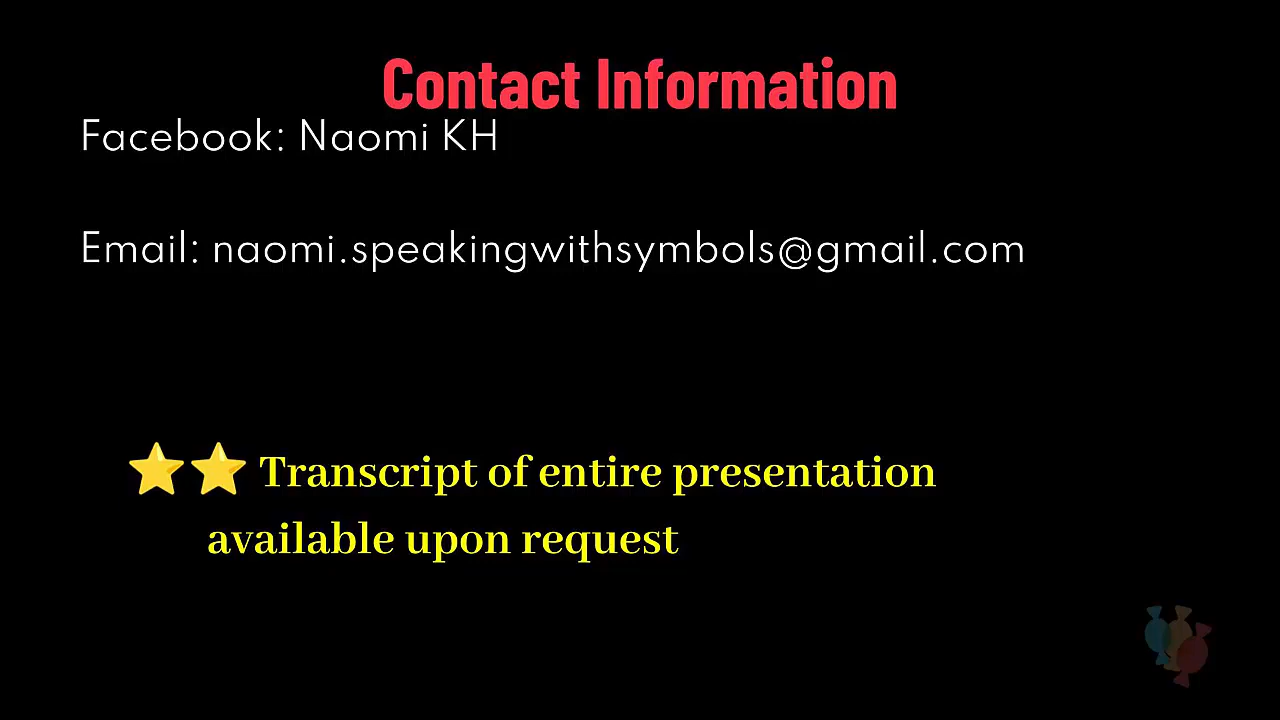 Contact Information
Facebook: Naomi KH
Email: naomi.speakingwithsymbols@gmail.com
⭐⭐ Transcript of entire presentation
available upon request